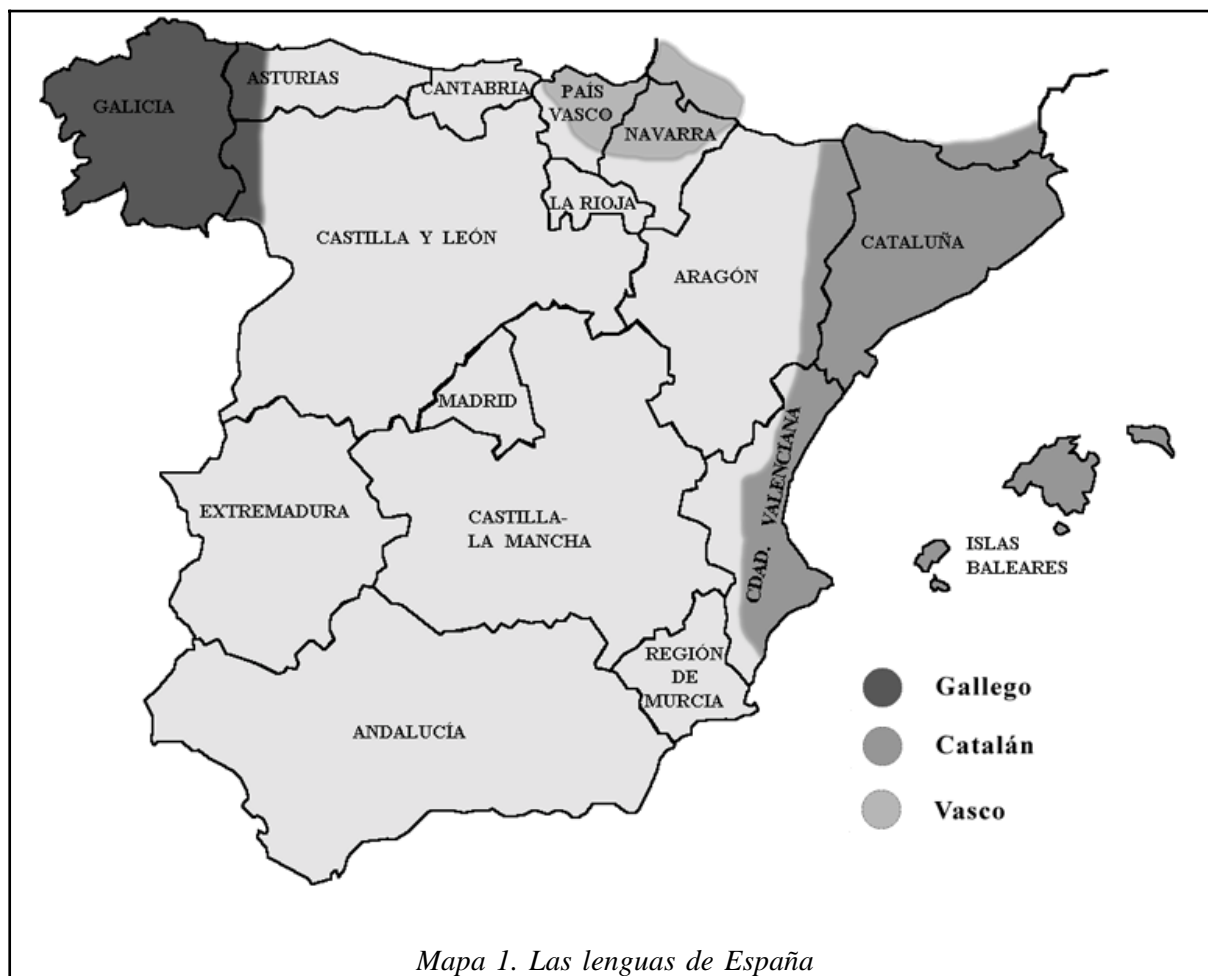 ASTURIAS
CANTABRIA
PAÍS
VASCO
GALICIA
NAVARRA
LA RIOJA
CASTILLA Y LEÓN
CATALUÑA
ARAGÓN
MADRID
CDAD. VALENCIANA
EXTREMADURA
CASTILLA-
LA MANCHA
ISLAS
BALEARES
REGIÓN
DE
MURCIA
ANDALUCÍA
Gallego
Catalán
Vasco
Mapa 1. Las lenguas de España